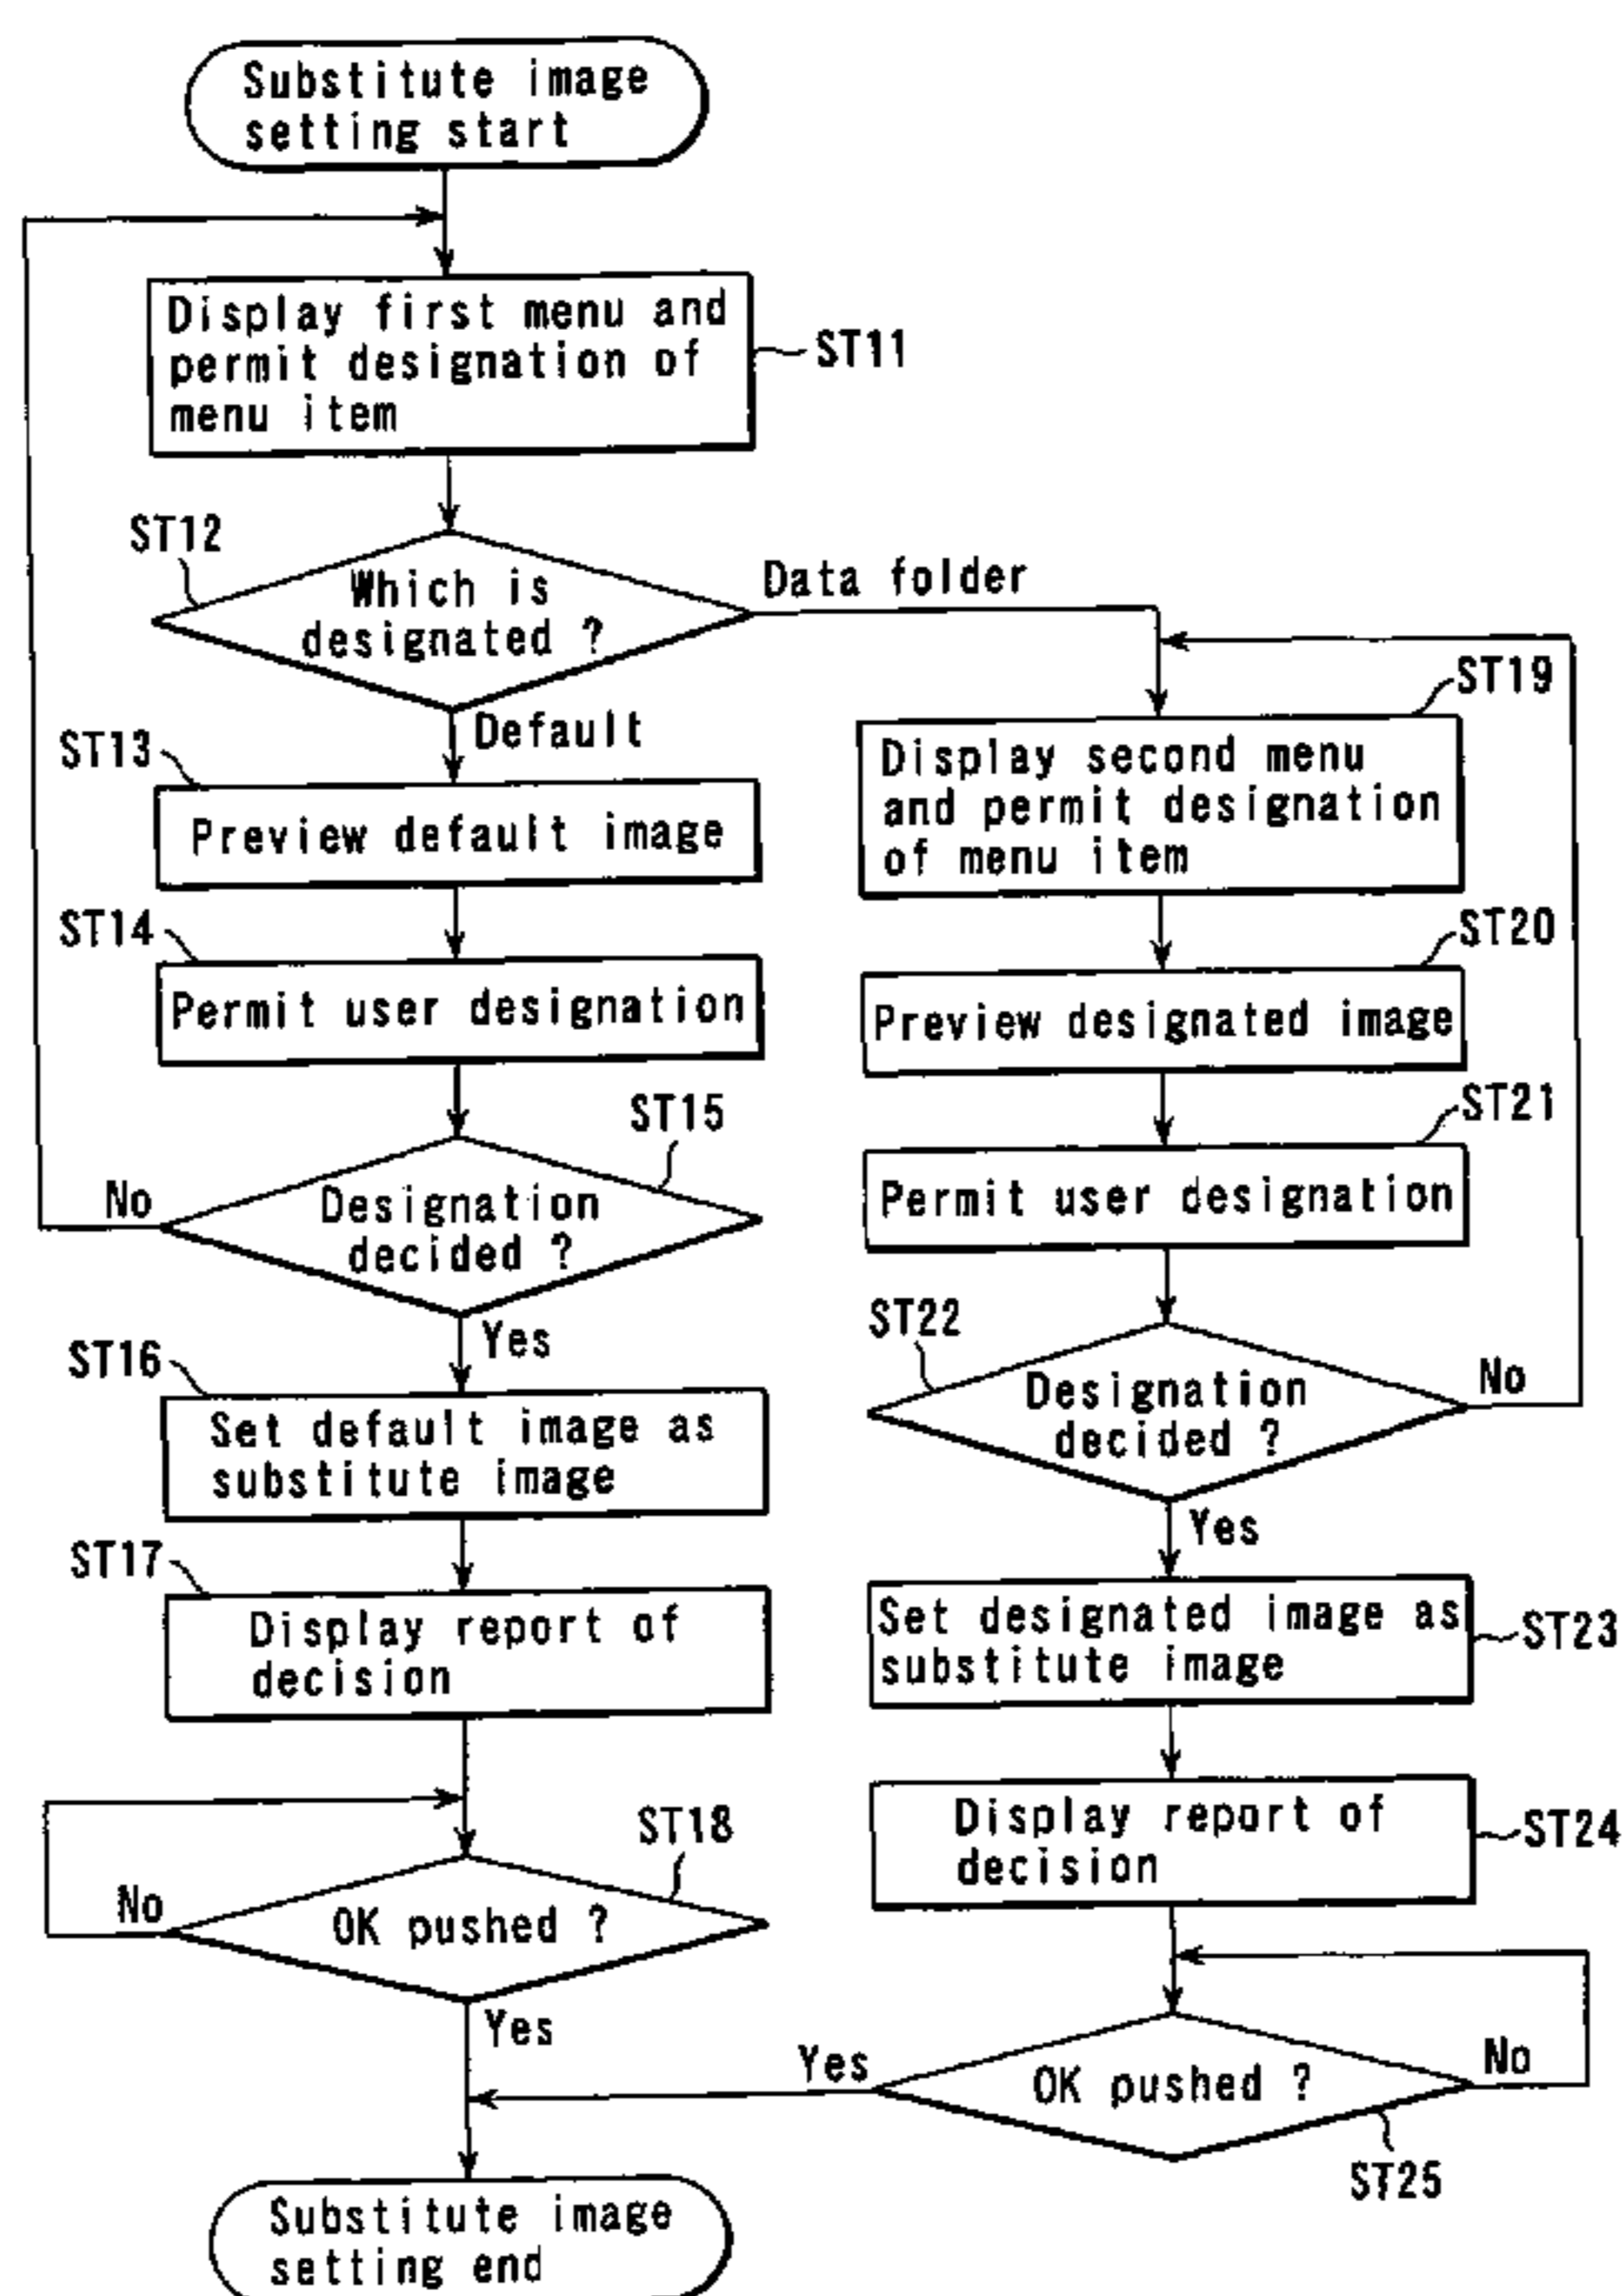 Substitute image
setting start
Display first menu and
permit designation of
menu item
ST11
ST12
Which is
designated ?
Data folder
Default
ST13
Preview default image
ST14
Permit user designation
ST15
Designation
decided ?
No
Yes
ST16
Set default image as
substitute image
ST17
Display report of
decision
ST18
OK pushed ?
No
Yes
ST19
Display second menu
and permit designation
of menu item
ST20
Preview designated image
ST21
Permit user designation
ST22
Designation
decided ?
No
Yes
Set designated image as
substitute image
ST23
Display report of
decision
ST24
OK pushed ?
Yes
No
ST25
Substitute image
setting end